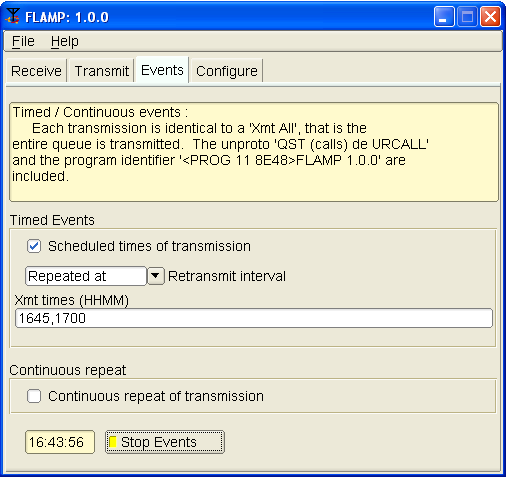 FLAMP: 1.0.0
File Help
Receive Transmit Events Configure
Timed / Continuous events :
Each transmission is identical to a 'Xmt All', that is the
entire queue is transmitted. The unproto 'QST (calls) de URCALL'
and the program identifier '<PROG 11 8E48>FLAMP 1.0.0' are
included.
Timed Events
Scheduled times of transmission
Repeated at Retransmit interval
Xmt times (HHMM)
1645,1700
Continuous repeat
Continuous repeat of transmission
16:43:56 Stop Events